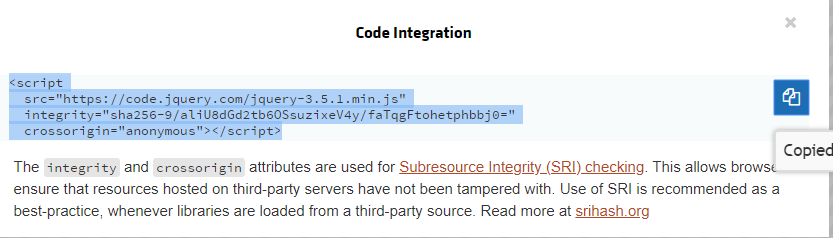 Code Integration
×
<script
src="https://code.jquery.com/jquery-3.5.1.min.js"
integrity="sha256-9/aliU8dGd2tb6OSsuzixeV4y/faTqgFtohetphbbj0="
crossorigin="anonymous"></script>
Copied
The integrity and crossorigin attributes are used for Subresource Integrity (SRI) checking. This allows browse
ensure that resources hosted on third-party servers have not been tampered with. Use of SRI is recommended as a
best-practice, whenever libraries are loaded from a third-party source. Read more at srihash.org